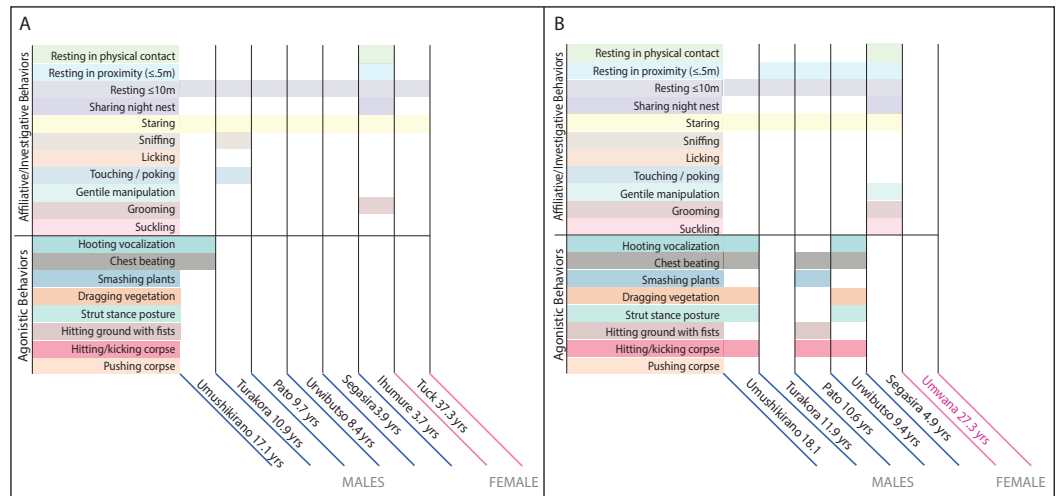 A
Affiliative/Investigative Behaviors
Resting in physical contact
Resting in proximity (≤.5m)
Resting ≤10m
Sharing night nest
Staring
Sniffing
Licking
Touching / poking
Gentile manipulation
Grooming
Suckling
Agonistic Behaviors
Hooting vocalization
Chest beating
Smashing plants
Dragging vegetation
Strut stance posture
Hitting ground with fists
Hitting/kicking corpse
Pushing corpse
Umushikirano 17.1 yrs
Turakora 10.9 yrs
Pato 9.7 yrs
Urwibutso 8.4 yrs
Segasira3.9 yrs
Ihumure 3.7 yrs
Tuck 37.3 yrs
MALES
FEMALE
B
Affiliative/Investigative Behaviors
Resting in physical contact
Resting in proximity (≤.5m)
Resting ≤10m
Sharing night nest
Staring
Sniffing
Licking
Touching / poking
Gentile manipulation
Grooming
Suckling
Agonistic Behaviors
Hooting vocalization
Chest beating
Smashing plants
Dragging vegetation
Strut stance posture
Hitting ground with fists
Hitting/kicking corpse
Pushing corpse
Umushikirano 18.1
Turakora 11.9 yrs
Pato 10.6 yrs
Urwibutso 9.4 yrs
Segasira 4.9 yrs
Umwana 27.3 yrs
MALES
FEMALE